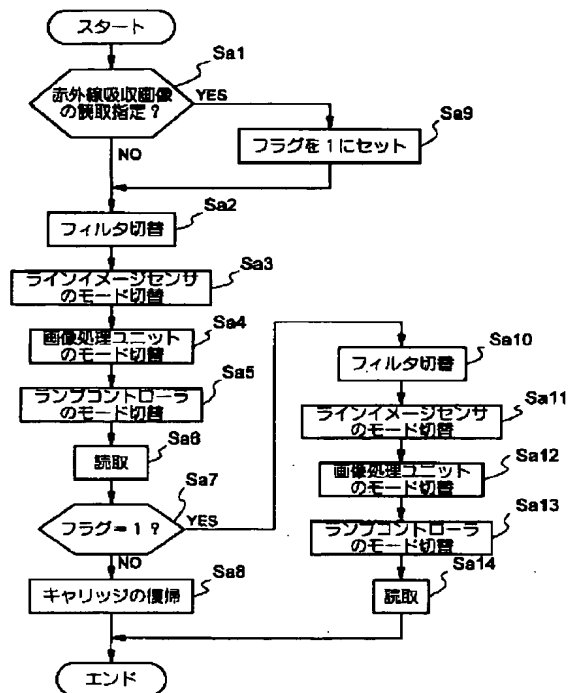 スタート
Sa1
赤外線吸収画像
の読取指定？
YES
Sa9
フラグを1にセット
NO
Sa2
フィルタ切替
Sa3
ラインイメージセンサ
のモード切替
Sa4
画像処理ユニット
のモード切替
Sa5
ランプコントローラ
のモード切替
Sa6
読取
Sa7
フラグ＝1？
YES
NO
Sa8
キャリッジの復帰
Sa10
フィルタ切替
Sa11
ラインイメージセンサ
のモード切替
Sa12
画像処理ユニット
のモード切替
Sa13
ランプコントローラ
のモード切替
Sa14
読取
エンド